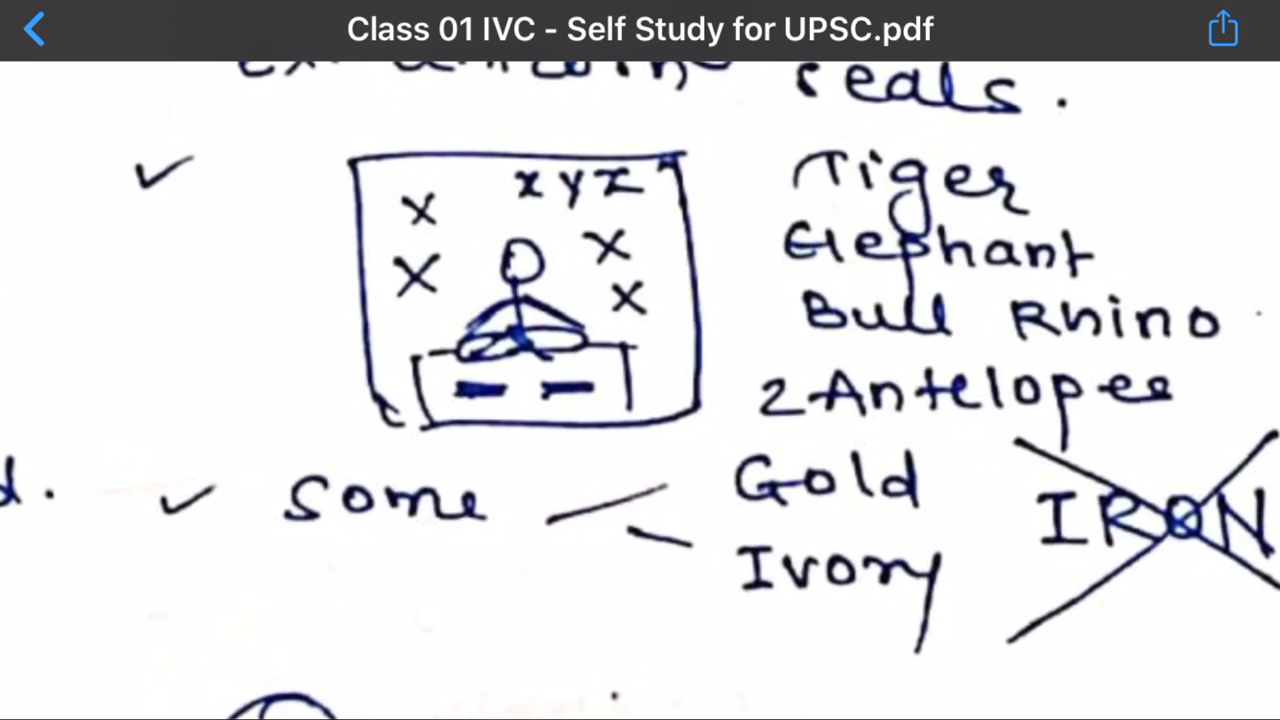 Class 01 IVC - Self Study for UPSC.pdf
seals.
x y z
X
X
X
X
Tiger
Elephant
Bull Rhino
2 Antelopes
d.
✓ Some
Gold
Ivory
IRON